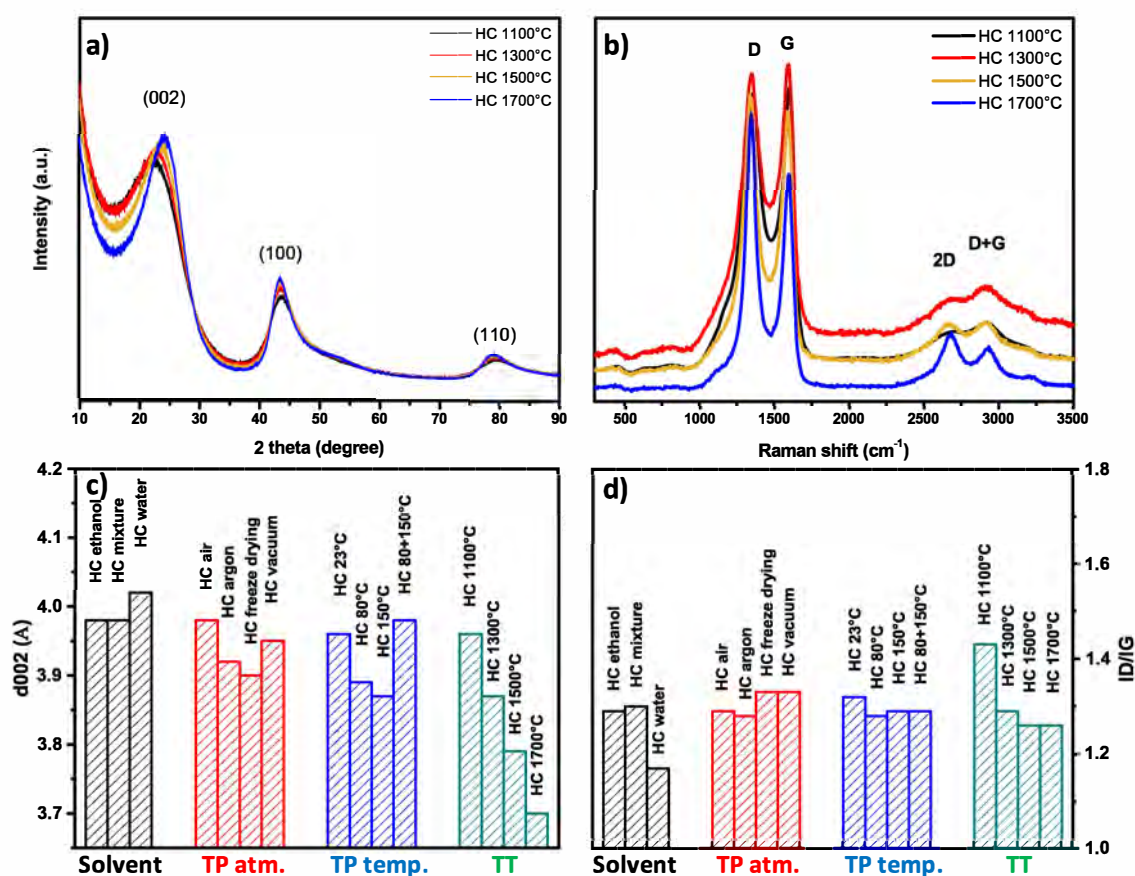 a)
HC 1100°C
HC 1300°C
HC 1500°C
HC 1700°C
(002)
(100)
(110)
Intensity (a.u.)
10 20 30 40 50 60 70 80 90
2 theta (degree)
b)
D G
HC 1100°C
HC 1300°C
HC 1500°C
HC 1700°C
2D
D+G
500 1000 1500 2000 2500 3000 3500
Raman shift (cm⁻¹)
c)
4.2
4.1
4.0
3.9
3.8
3.7
d002 (A)
HC ethanol
HC mixture
HC water
HC air
HC argon
HC freeze drying
HC vacuum
HC 23°C
HC 80°C
HC 150°C
HC 80+150°C
HC 1100°C
HC 1300°C
HC 1500°C
HC 1700°C
Solvent TP atm. TP temp. TT
d)
HC ethanol
HC mixture
HC water
HC air
HC argon
HC freeze drying
HC vacuum
HC 23°C
HC 80°C
HC 150°C
HC 80+150°C
HC 1100°C
HC 1300°C
HC 1500°C
HC 1700°C
1.8
1.6
1.4
1.2
1.0
ID/IG
Solvent TP atm. TP temp. TT